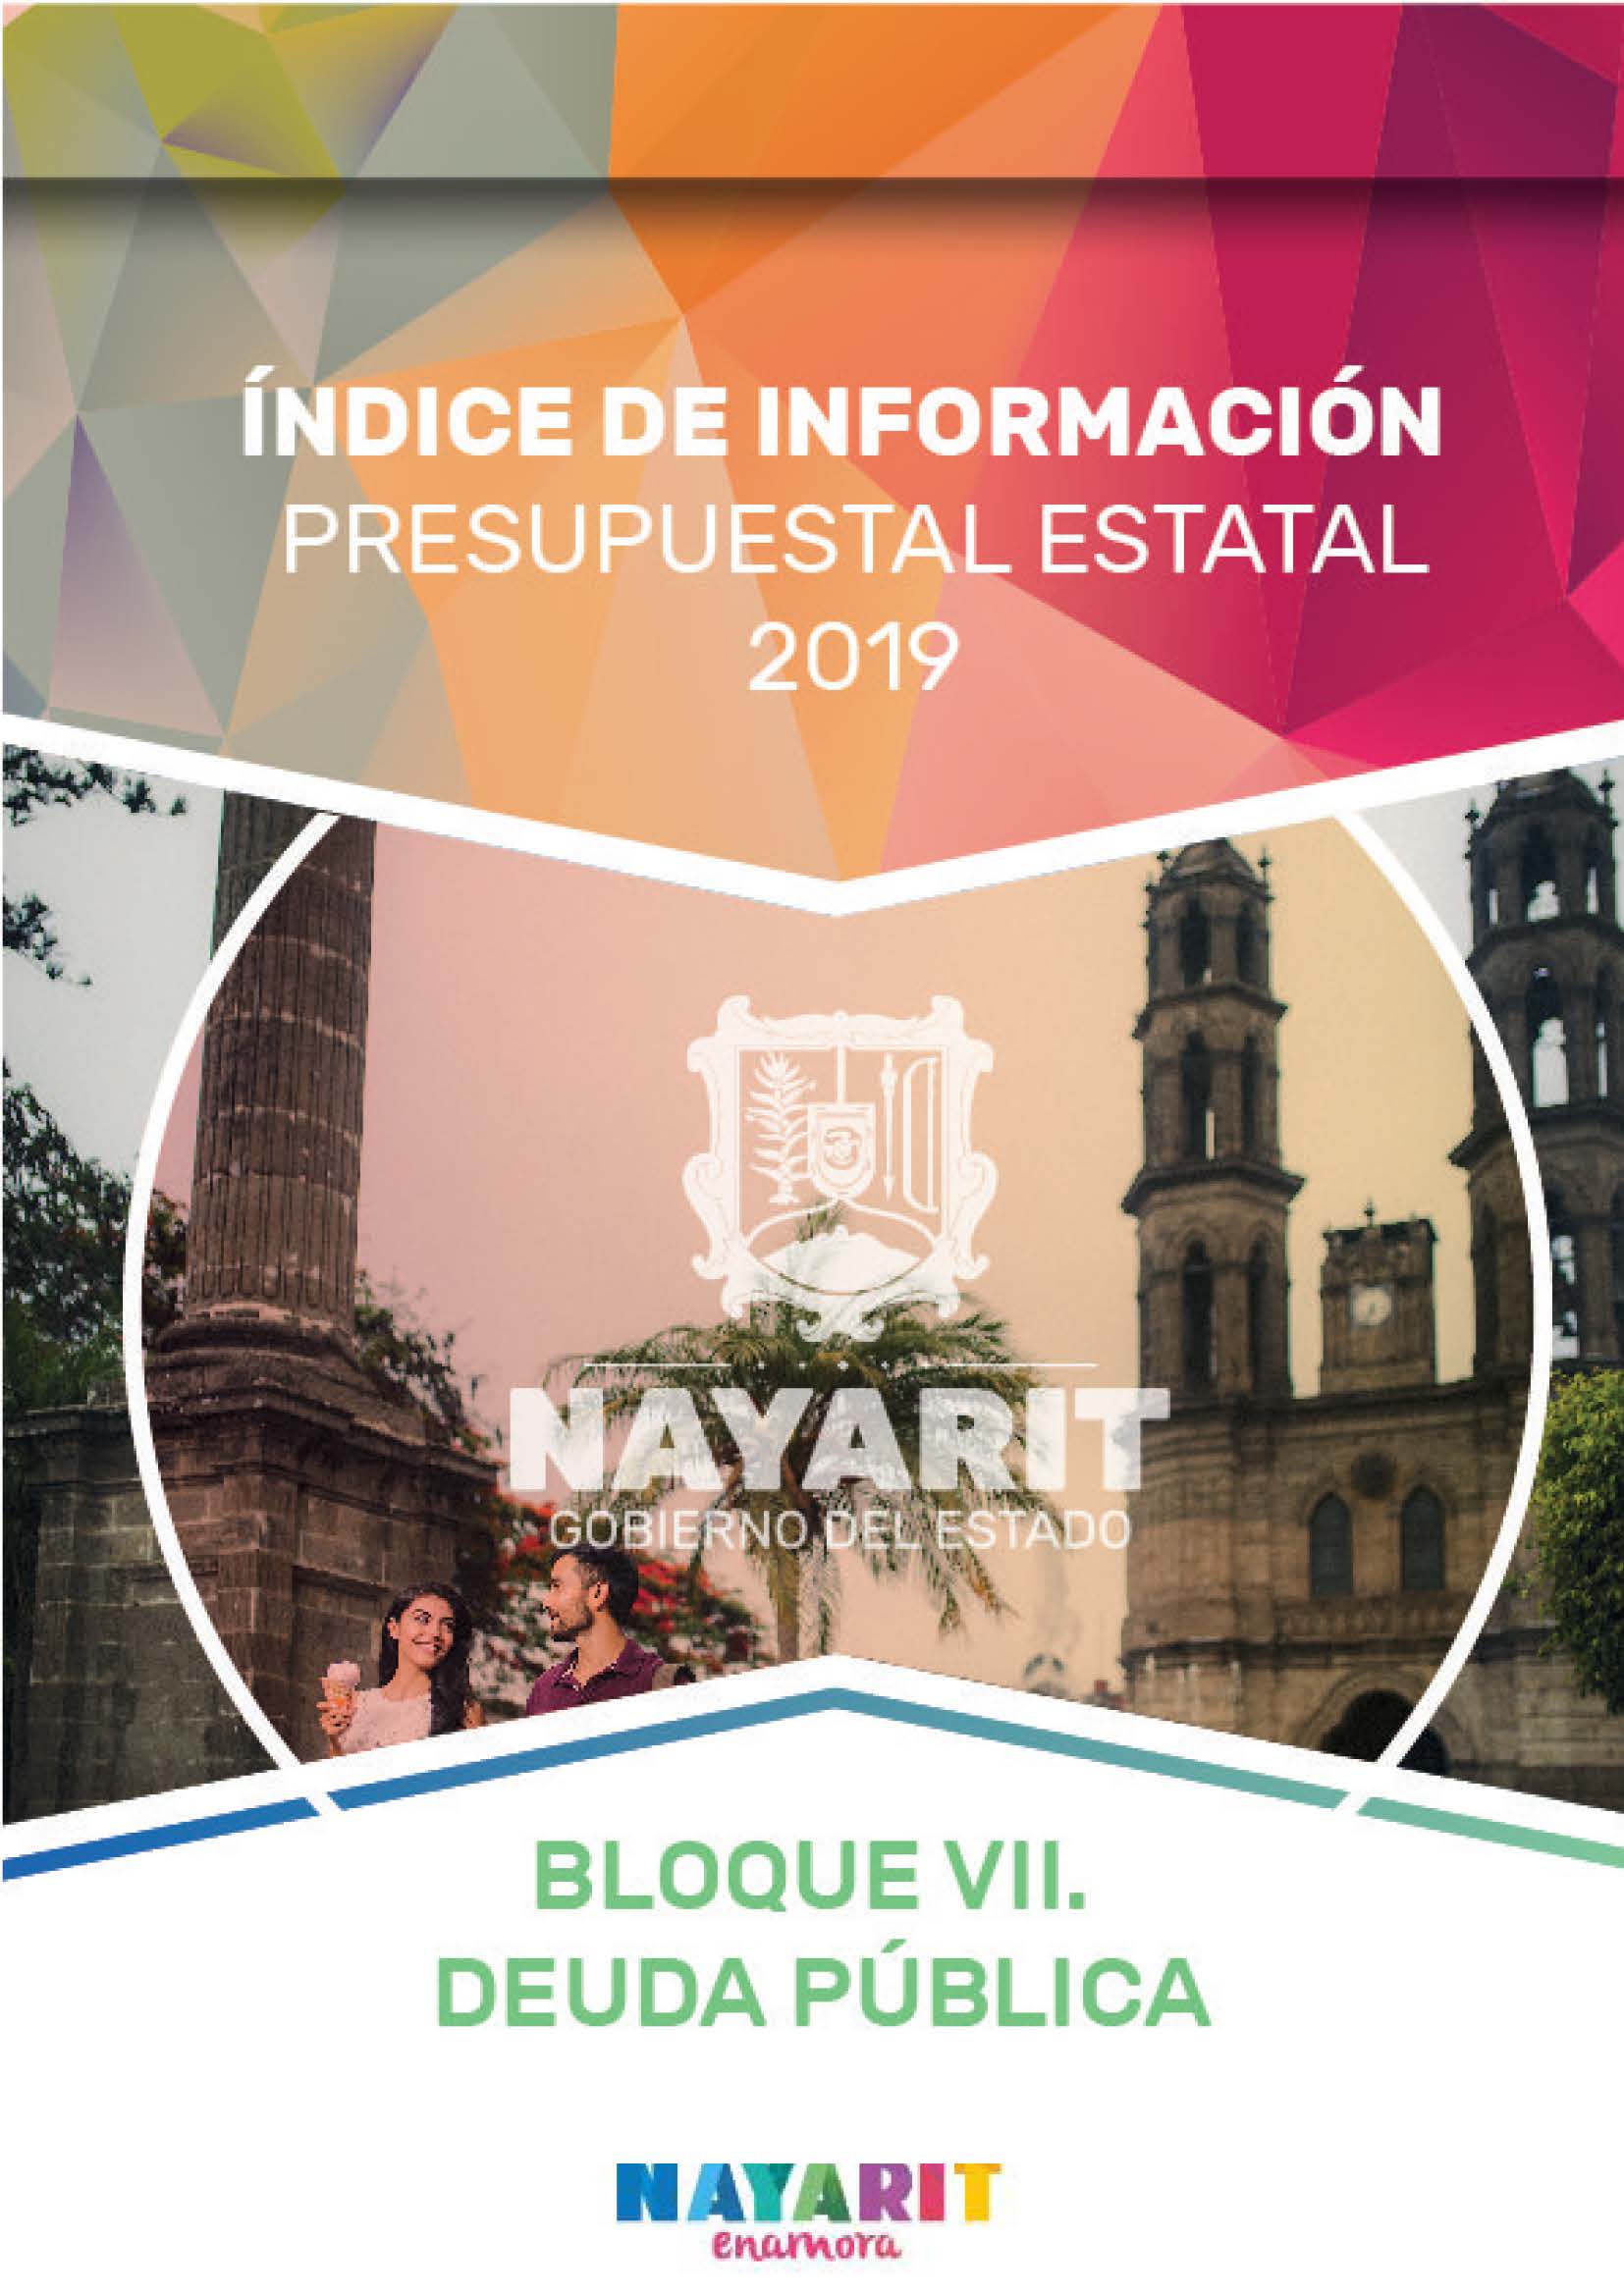 ÍNDICE DE INFORMACIÓN
PRESUPUESTAL ESTATAL
2019
NAYARIT
GOBIERNO DEL ESTADO
BLOQUE VII.
DEUDA PÚBLICA
NAYARIT
enamora